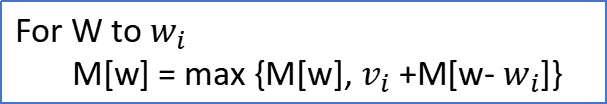 For W to 𝑤ᵢ
M[w] = max {M[w], 𝑣ᵢ +M[w- 𝑤ᵢ]}